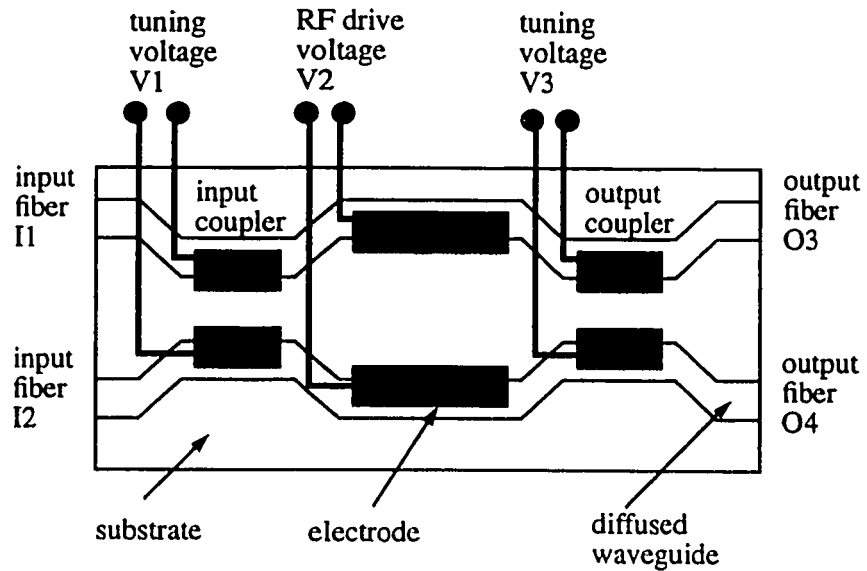 tuning
voltage
V1
RF drive
voltage
V2
tuning
voltage
V3
input
fiber
I1
input
coupler
output
coupler
output
fiber
O3
input
fiber
I2
output
fiber
O4
substrate
electrode
diffused
waveguide